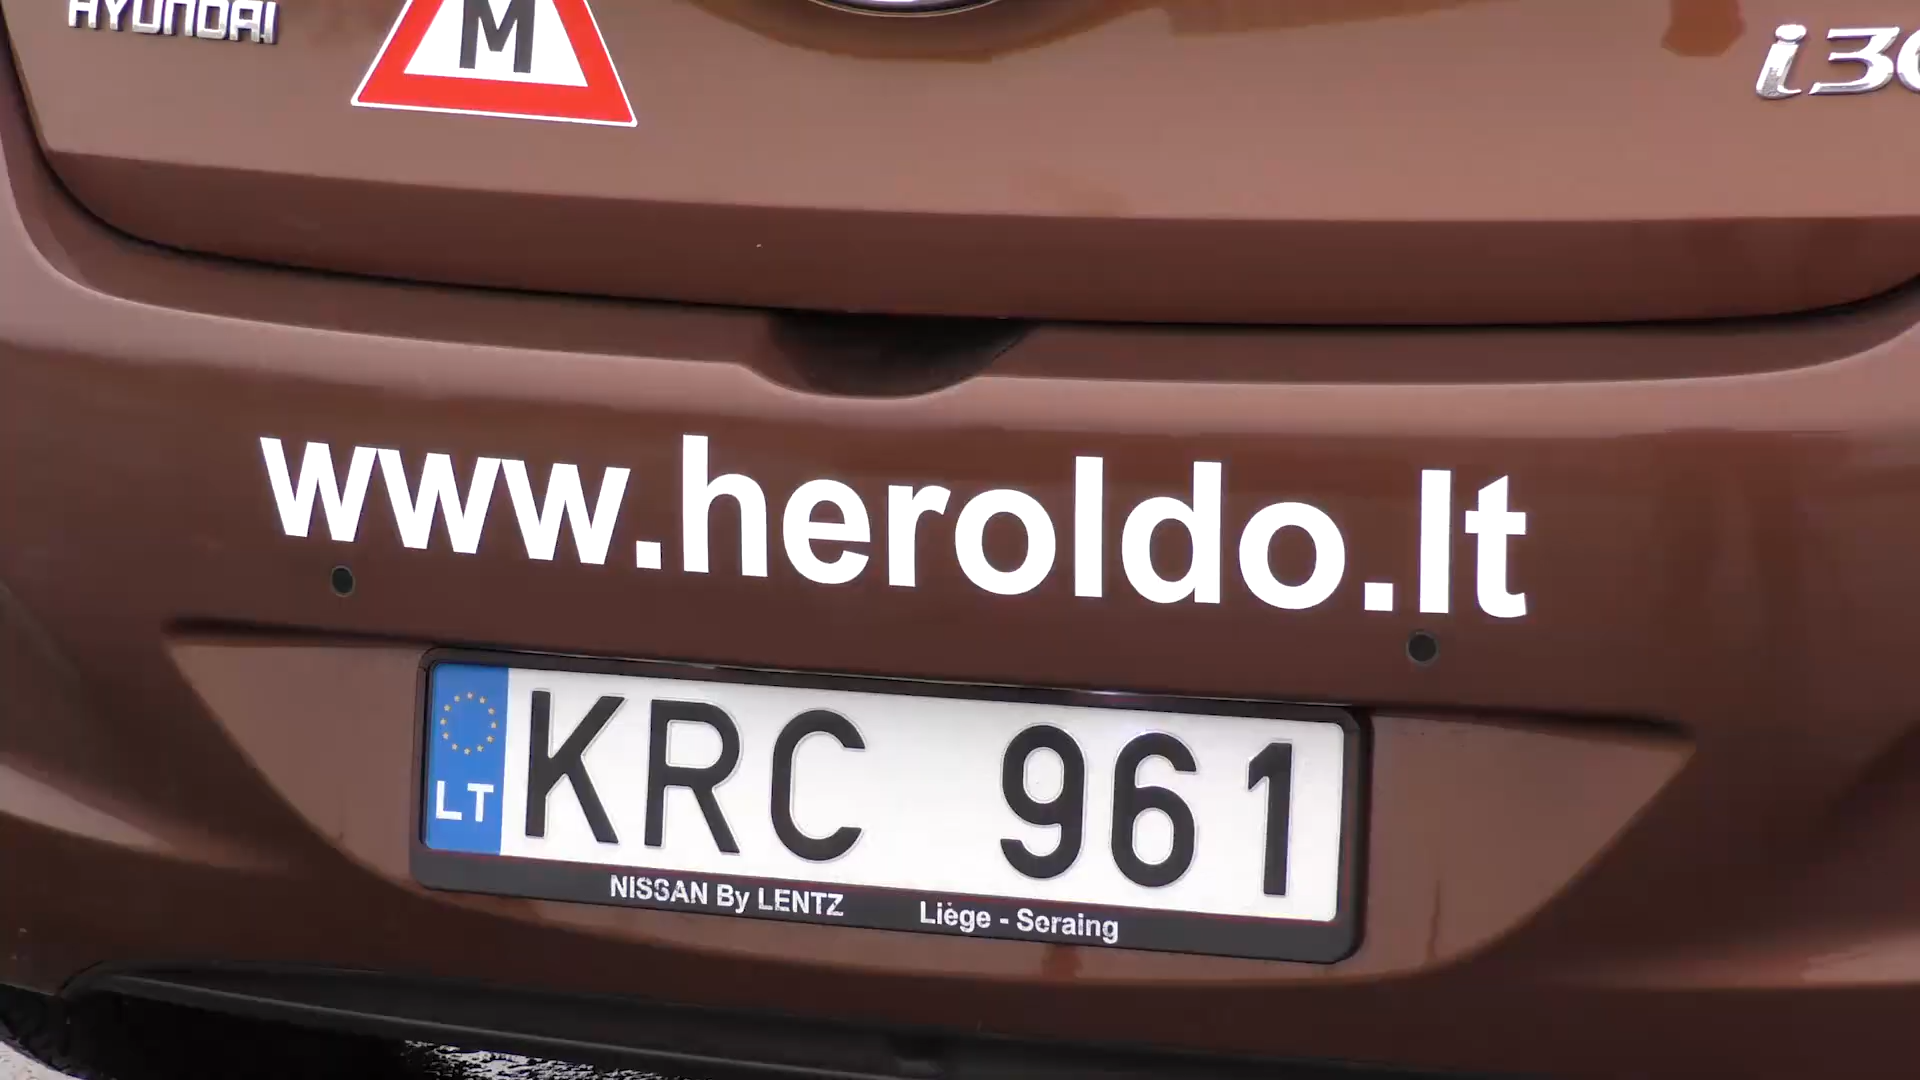 HYUNDAI
M
i30
www.heroldo.lt
LT
KRC 961
NISSAN By LENTZ Liège - Seraing